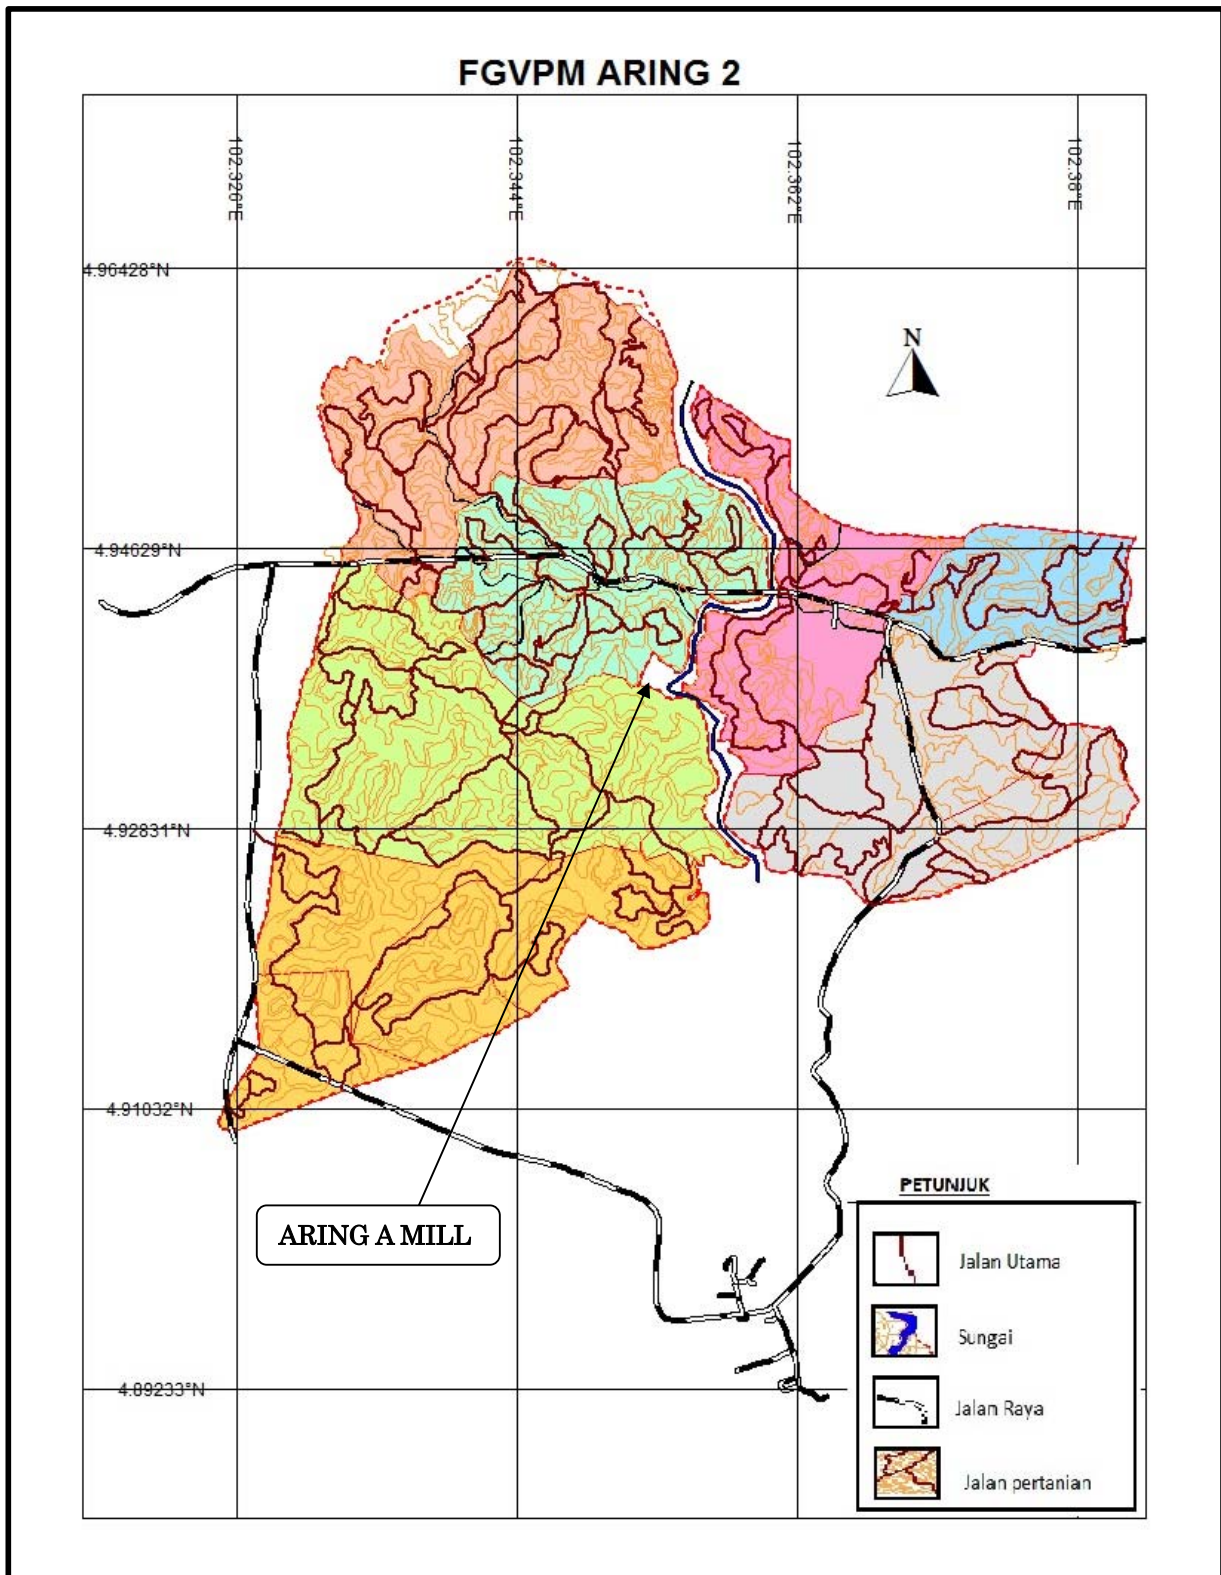 FGVPM ARING 2
102.326°E
102.344°E
102.362°E
102.38°E
4.96428°N
N
4.94629°N
4.92831°N
4.91032°N
PETUNJUK
ARING A MILL
Jalan Utama
Sungai
4.89233°N
Jalan Raya
Jalan pertanian